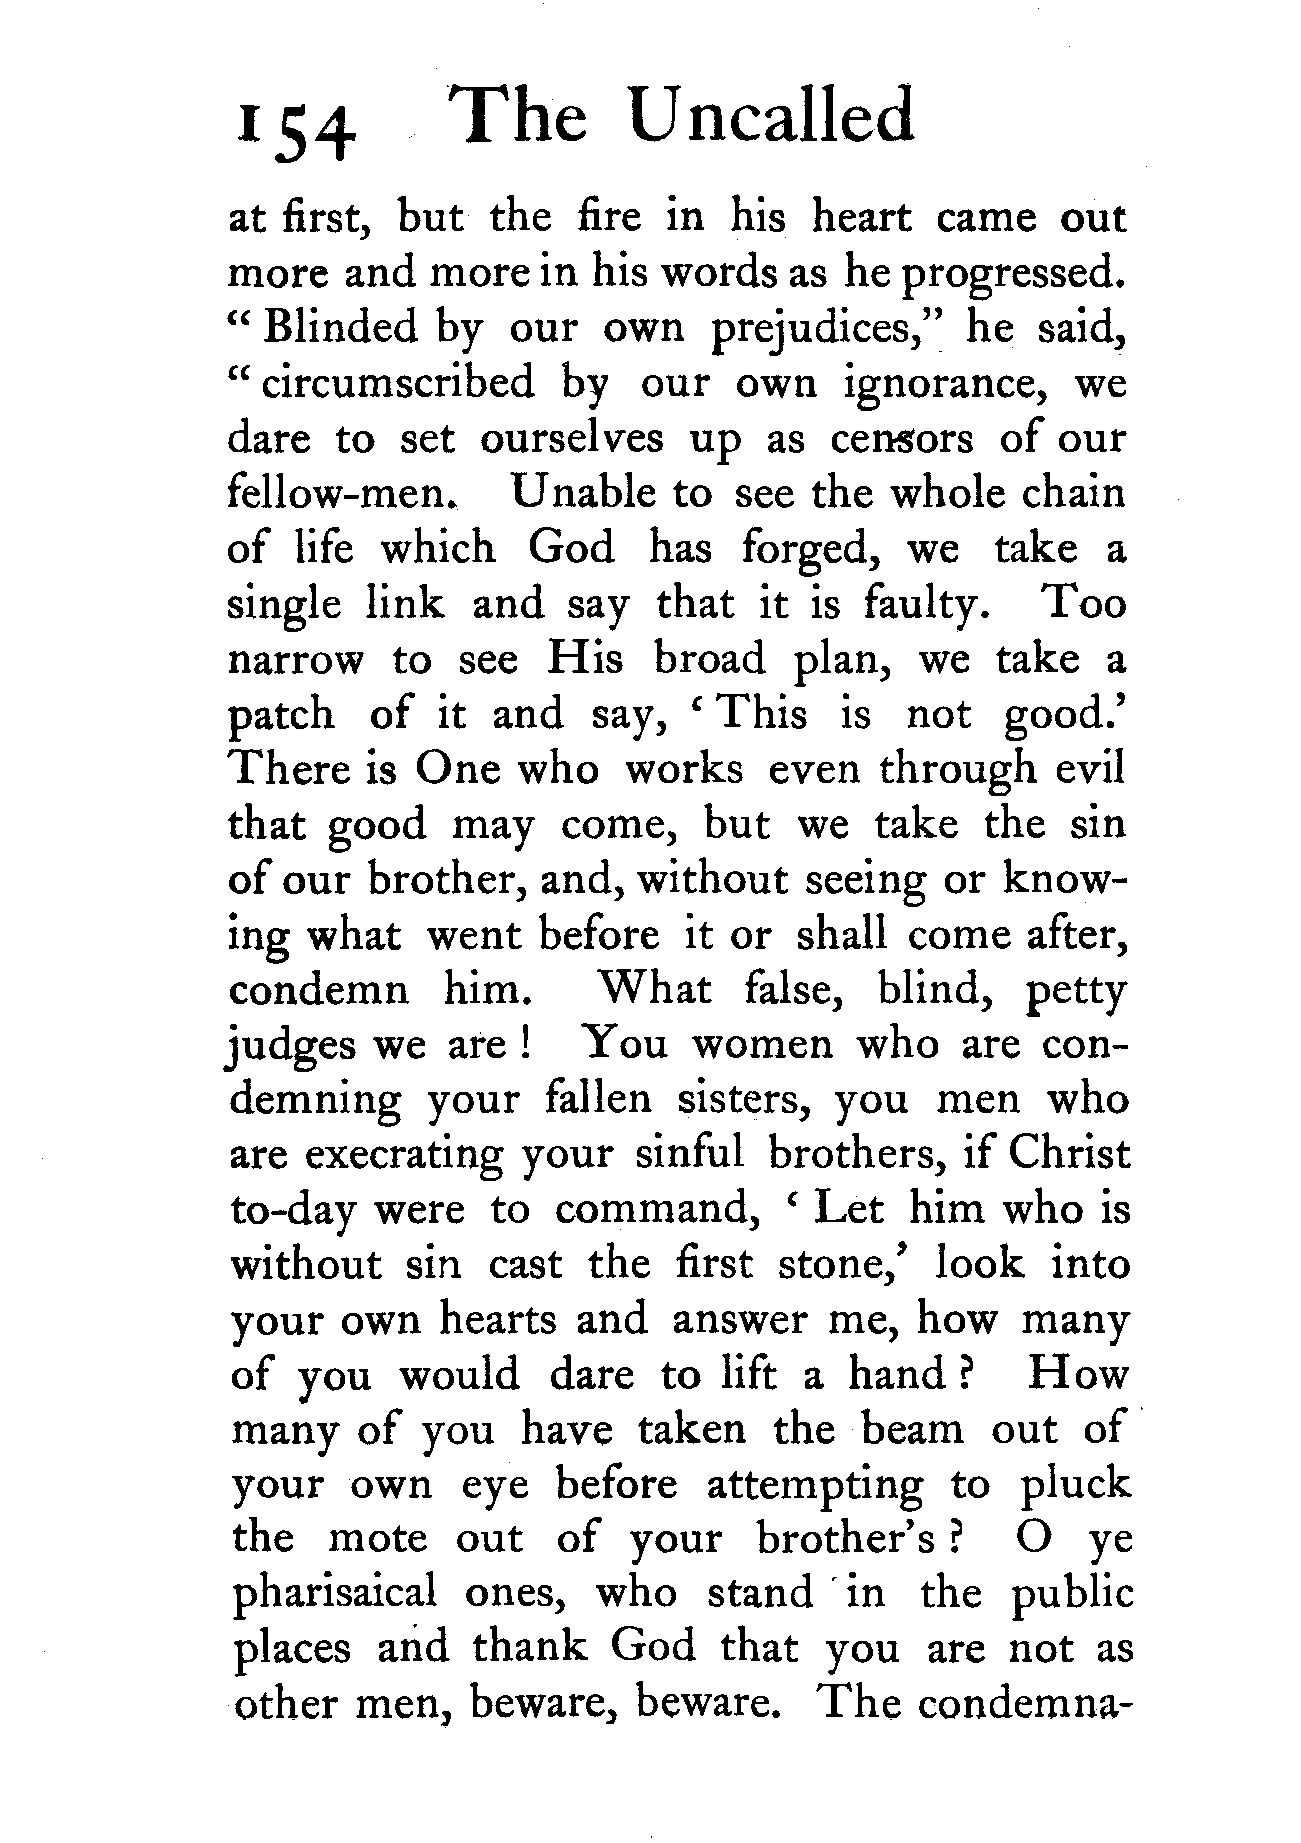 154 The Uncalled
at first, but the fire in his heart came out
more and more in his words as he progressed.
“ Blinded by our own prejudices,” he said,
“ circumscribed by our own ignorance, we
dare to set ourselves up as censors of our
fellow-men. Unable to see the whole chain
of life which God has forged, we take a
single link and say that it is faulty. Too
narrow to see His broad plan, we take a
patch of it and say, ‘ This is not good.’
There is One who works even through evil
that good may come, but we take the sin
of our brother, and, without seeing or know-
ing what went before it or shall come after,
condemn him. What false, blind, petty
judges we are ! You women who are con-
demning your fallen sisters, you men who
are execrating your sinful brothers, if Christ
to-day were to command, ‘ Let him who is
without sin cast the first stone,’ look into
your own hearts and answer me, how many
of you would dare to lift a hand ? How
many of you have taken the beam out of
your own eye before attempting to pluck
the mote out of your brother’s ? O ye
pharisaical ones, who stand in the public
places and thank God that you are not as
other men, beware, beware. The condemna-